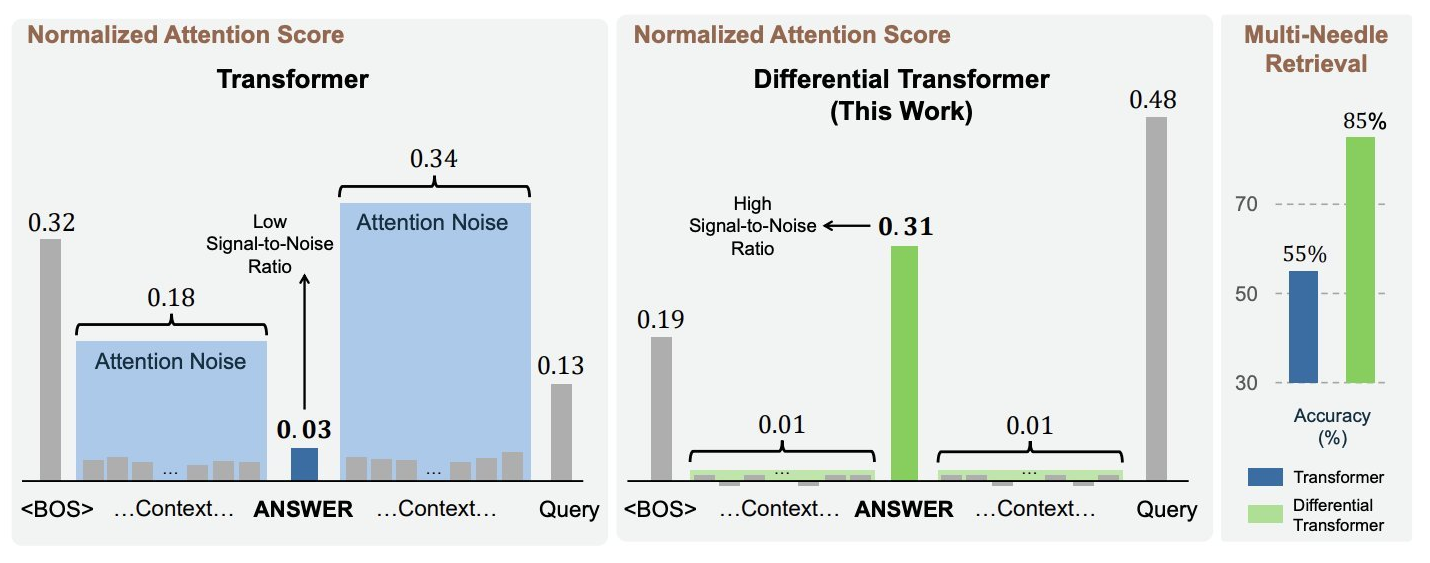 Normalized Attention Score
Transformer
0.32
0.18
Attention Noise
Low
Signal-to-Noise
Ratio
0.03
0.34
Attention Noise
0.13
...
...
<BOS>
...Context...
ANSWER
...Context...
Query
Normalized Attention Score
Differential Transformer
(This Work)
0.19
0.01
High
Signal-to-Noise
Ratio
0.31
0.01
0.48
...
...
<BOS>
...Context...
ANSWER
...Context...
Query
Multi-Needle
Retrieval
85%
70
55%
50
30
Accuracy
(%)
Transformer
Differential
Transformer